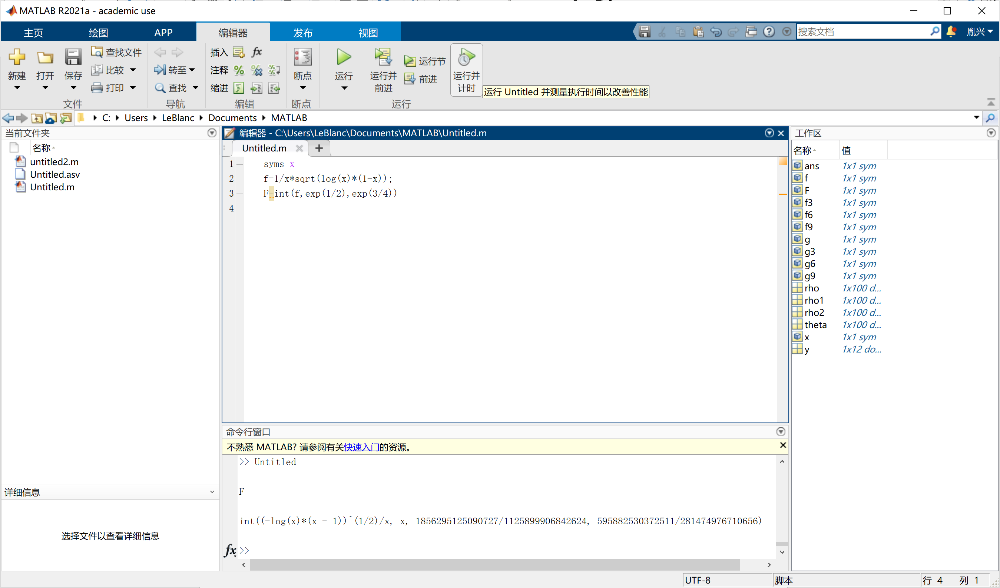 MATLAB R2021a - academic use
主页 绘图 APP 编辑器 发布 视图 搜索文档 胤兴
新建 打开 保存 查找文件 比较 打印
文件
转至 查找
导航
插入 fx
注释
缩进
编辑
断点
断点
运行 运行并前进 运行节 前进 运行并计时
运行
运行 Untitled 并测量执行时间以改善性能
C: Users LeBlanc Documents MATLAB
当前文件夹
名称
untitled2.m
Untitled.asv
Untitled.m
详细信息
选择文件以查看详细信息
编辑器 - C:\Users\LeBlanc\Documents\MATLAB\Untitled.m
Untitled.m
1 syms x
2 f=1/x*sqrt(log(x)*(1-x));
3 F=int(f,exp(1/2),exp(3/4))
4
命令行窗口
不熟悉 MATLAB? 请参阅有关快速入门的资源。
>> Untitled
F =
int((-log(x)*(x - 1))^(1/2)/x, x, 1856295125090727/1125899906842624, 595882530372511/281474976710656)
fx >>
工作区
名称 值
ans 1x1 sym
f 1x1 sym
F 1x1 sym
f3 1x1 sym
f6 1x1 sym
f9 1x1 sym
g 1x1 sym
g3 1x1 sym
g6 1x1 sym
g9 1x1 sym
rho 1x100 d...
rho1 1x100 d...
rho2 1x100 d...
theta 1x100 d...
x 1x1 sym
y 1x12 do...
UTF-8 脚本 行 4 列 1